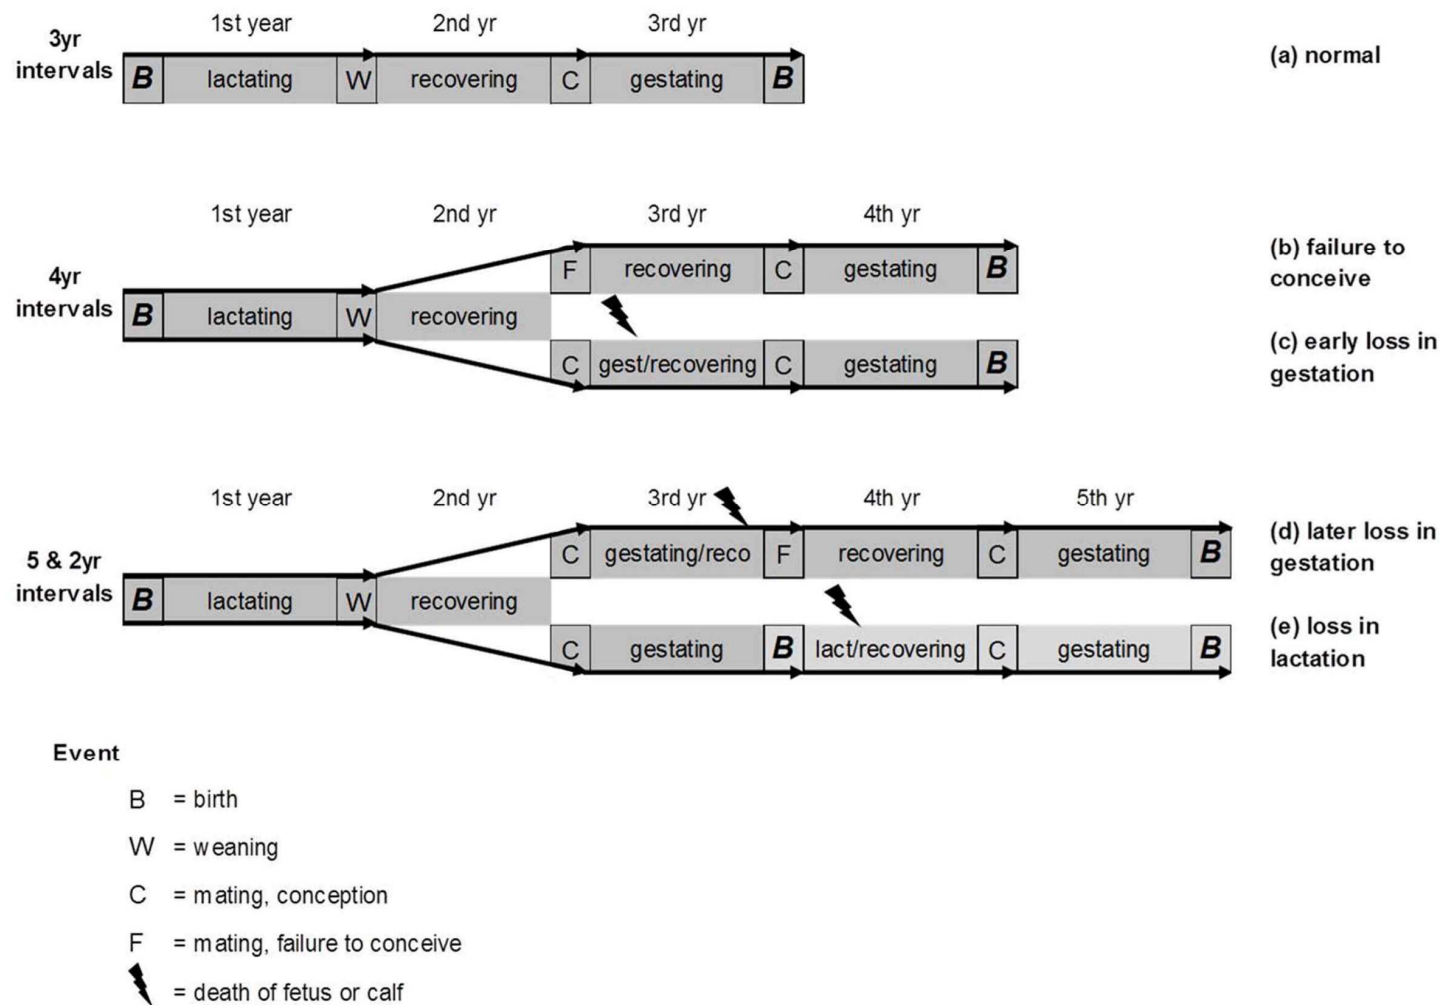 1st year 2nd yr 3rd yr
3yr
intervals
B lactating W recovering C gestating B
(a) normal
1st year 2nd yr 3rd yr 4th yr
4yr
intervals
F recovering C gestating B
(b) failure to
conceive
B lactating W recovering
C gest/recovering C gestating B
(c) early loss in
gestation
1st year 2nd yr 3rd yr 4th yr 5th yr
5 & 2yr
intervals
C gestating/reco F recovering C gestating B
(d) later loss in
gestation
B lactating W recovering
C gestating B lact/recovering C gestating B
(e) loss in
lactation
Event
B = birth
W = weaning
C = mating, conception
F = mating, failure to conceive
= death of fetus or calf